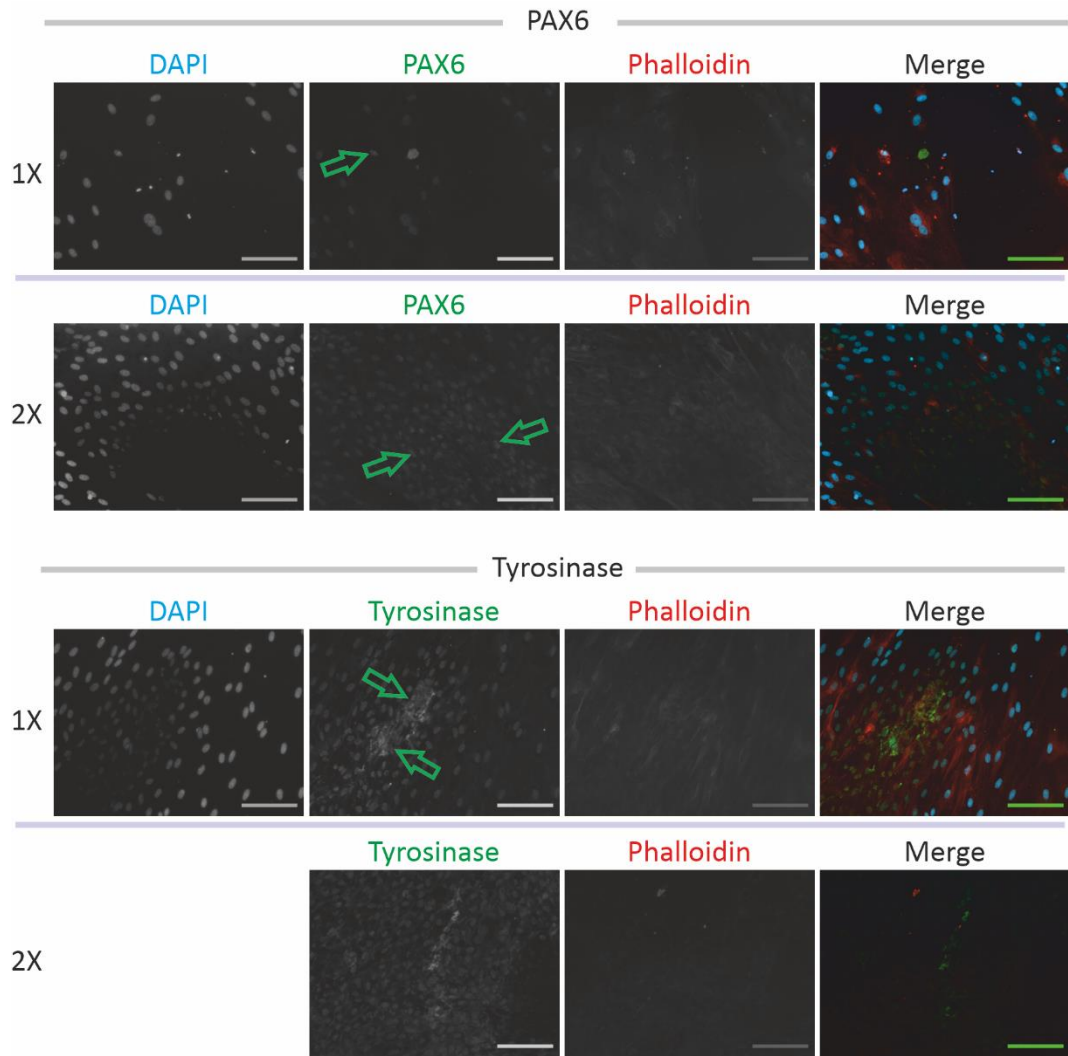 PAX6
DAPI PAX6 Phalloidin Merge
1X
DAPI PAX6 Phalloidin Merge
2X
Tyrosinase
DAPI Tyrosinase Phalloidin Merge
1X
Tyrosinase Phalloidin Merge
2X